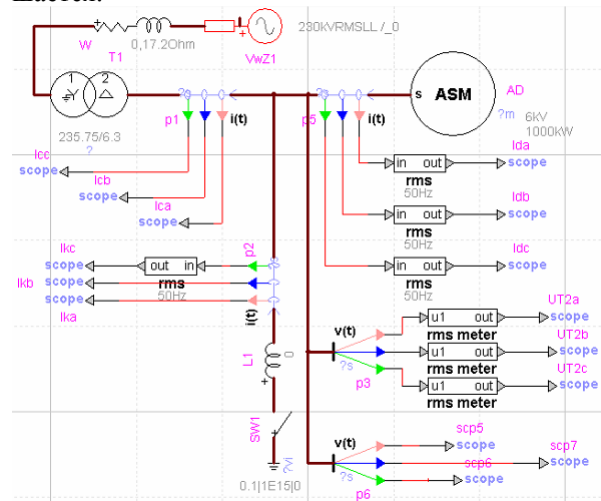 W
0,17.2Ohm
230kVRMSLL /_0
VwZ1
T1
1
2
235.75/6.3
?
p1
?s
i(t)
p5
?s
i(t)
S
ASM
AD
?m
6kV
1000kW
Icc
scope
Icb
scope
Ica
scope
in out
rms
50Hz
Ida
scope
in out
rms
50Hz
Idb
scope
in out
rms
50Hz
Idc
scope
Ikc
scope
out in
rms
50Hz
p2
Ikb
scope
scope
Ika
i(t)
L1
0
SW1
?vi
0.1|1E15|0
v(t)
?s
p3
u1 out
rms meter
UT2a
scope
u1 out
rms meter
UT2b
scope
u1 out
rms meter
UT2c
scope
v(t)
?s
p6
scp5
scope
scp7
scope
scp6
scope